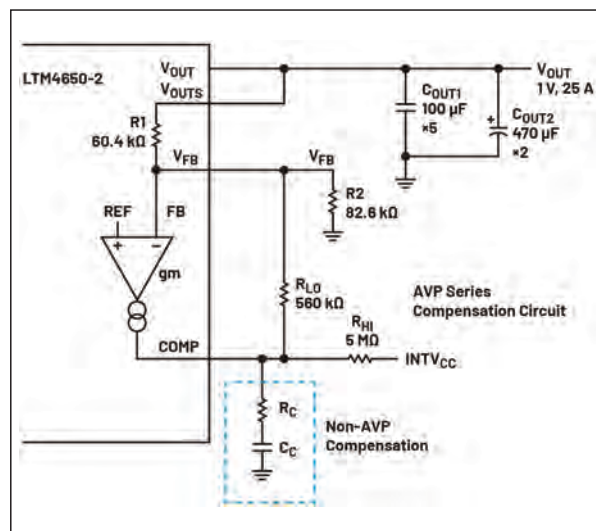 LTM4650-2
VOUT
VOUTS
R1
60.4 kΩ
VFB
VFB
REF
FB
+
−
gm
COMP
COUT1
100 µF
×5
+
COUT2
470 µF
×2
VOUT
1 V, 25 A
R2
82.6 kΩ
RLO
560 kΩ
AVP Series
Compensation Circuit
RHI
5 MΩ
INTVCC
RC
CC
Non-AVP
Compensation